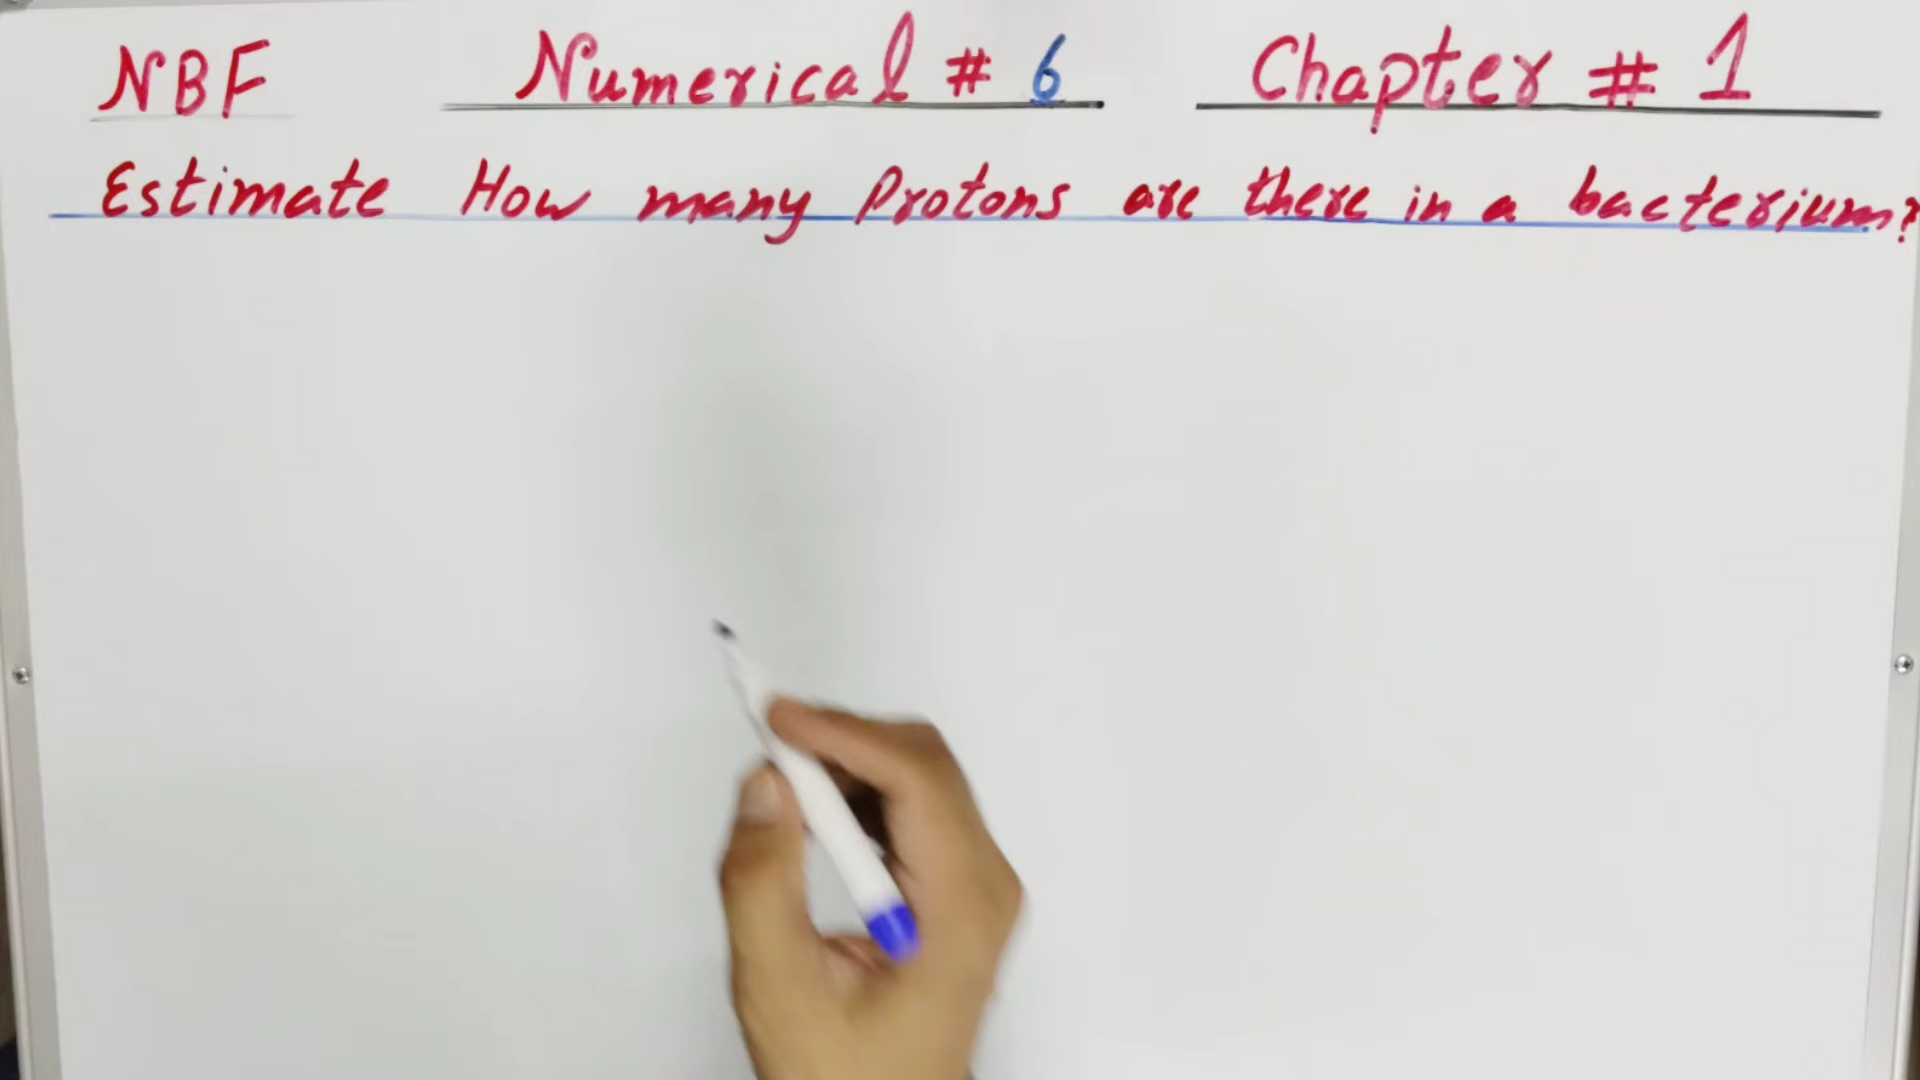 NBF Numerical # 6 Chapter # 1
Estimate How many Protons are there in a bacterium?